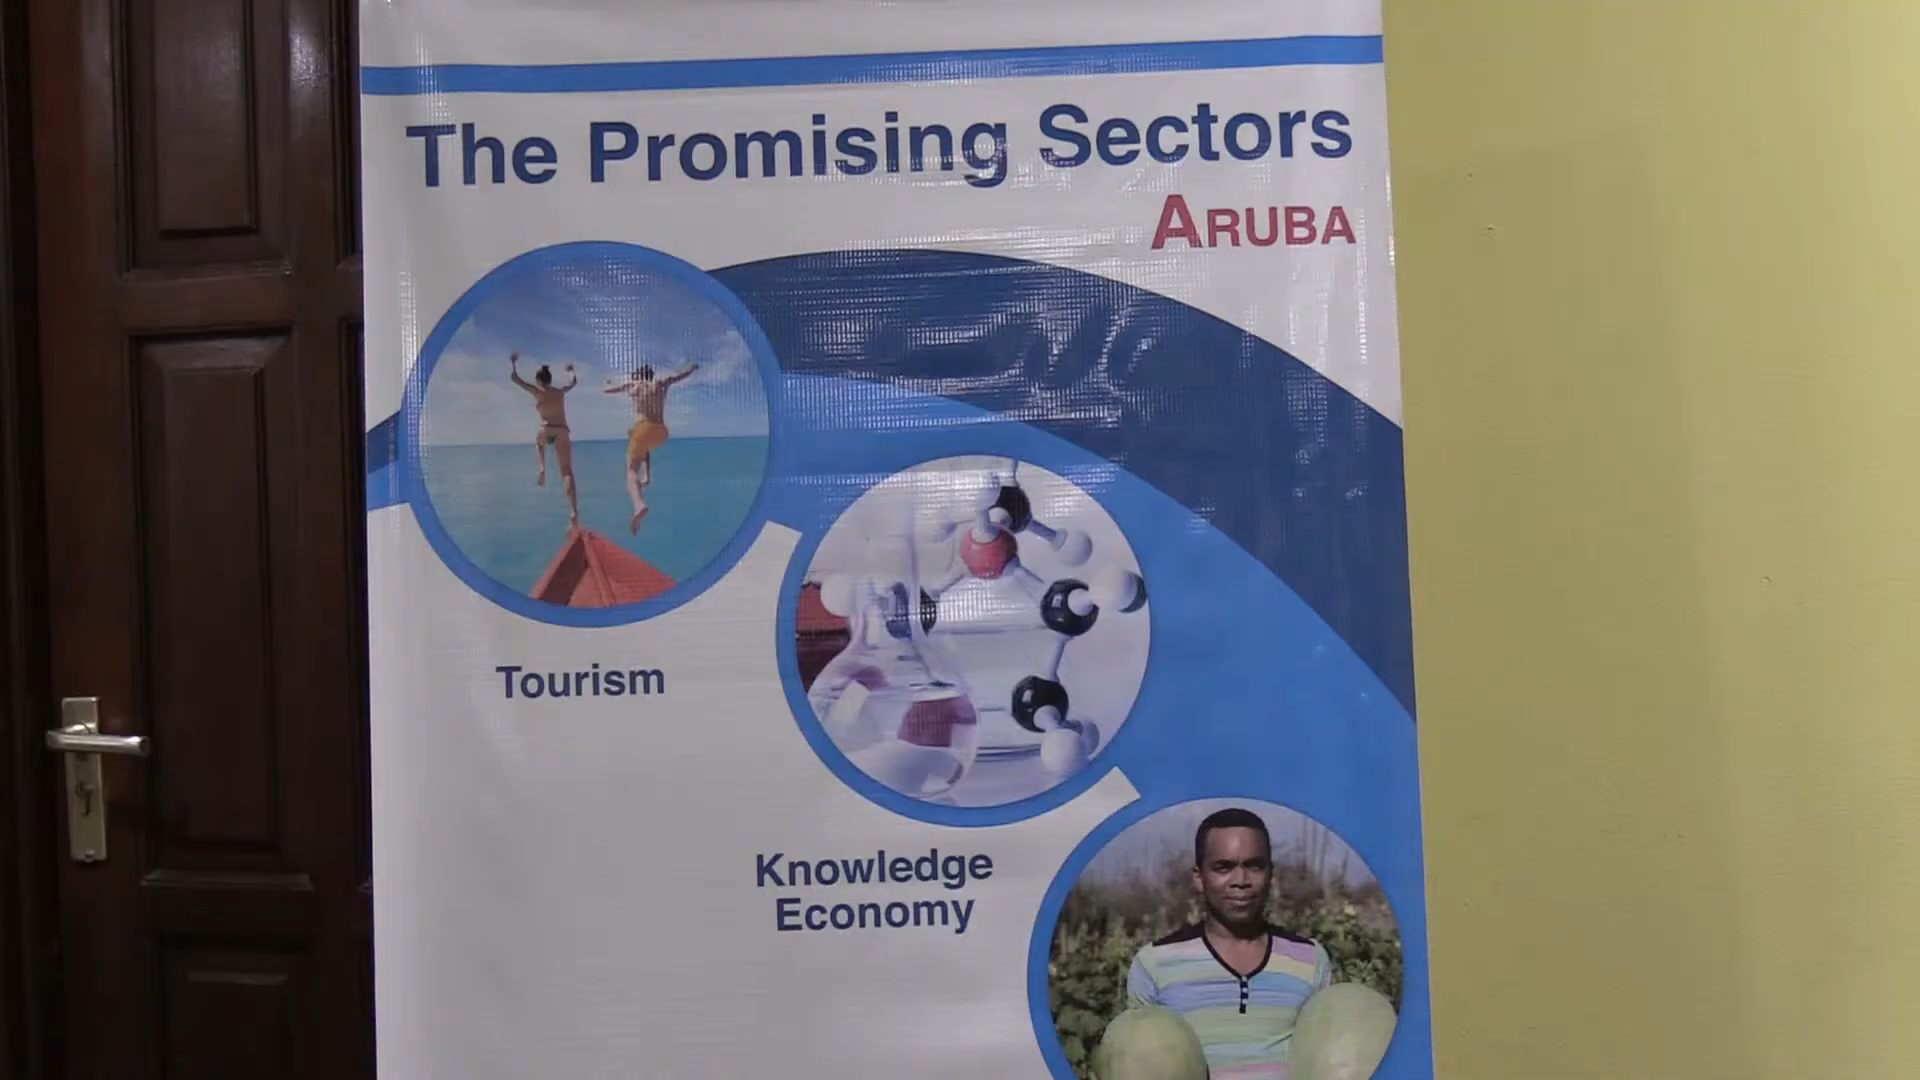 The Promising Sectors
ARUBA
Tourism
Knowledge
Economy